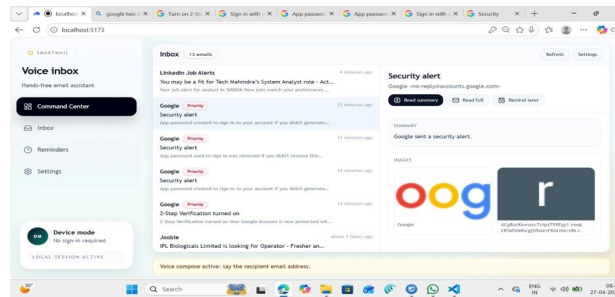 localhos
google two s
Turn on 2-St
Sign in with
App passwo
App passwo
Sign in with
Security
localhost:5173
SMARTMAIL
Voice inbox
Hands-free email assistant
Command Center
Inbox
Reminders
Settings
DM
Device mode
No sign-in required
LOCAL SESSION ACTIVE
Inbox 13 emails
Refresh
Settings
LinkedIn Job Alerts 4 minutes ago
You may be a fit for Tech Mahindra's System Analyst role - Act...
Your job alert for analyst in 500056 New jobs match your preferences....
Google Priority 13 minutes ago
Security alert
App password created to sign in to your account If you didn't generate...
Google Priority 13 minutes ago
Security alert
App password used to sign in was removed If you didn't remove this...
Google Priority 14 minutes ago
Security alert
App password created to sign in to your account If you didn't generate...
Google Priority 14 minutes ago
2-Step Verification turned on
2-Step Verification turned on Your Google Account is now protected wit...
Jooble about 2 hours ago
IPL Biologicals Limited is looking for Operator - Fresher an...
Security alert
Google <no-reply@accounts.google.com>
Read summary
Read full
Remind later
SUMMARY
Google sent a security alert.
IMAGES
oog
r
Google
Voice compose active: say the recipient email address.
30°
Search
ENG
IN